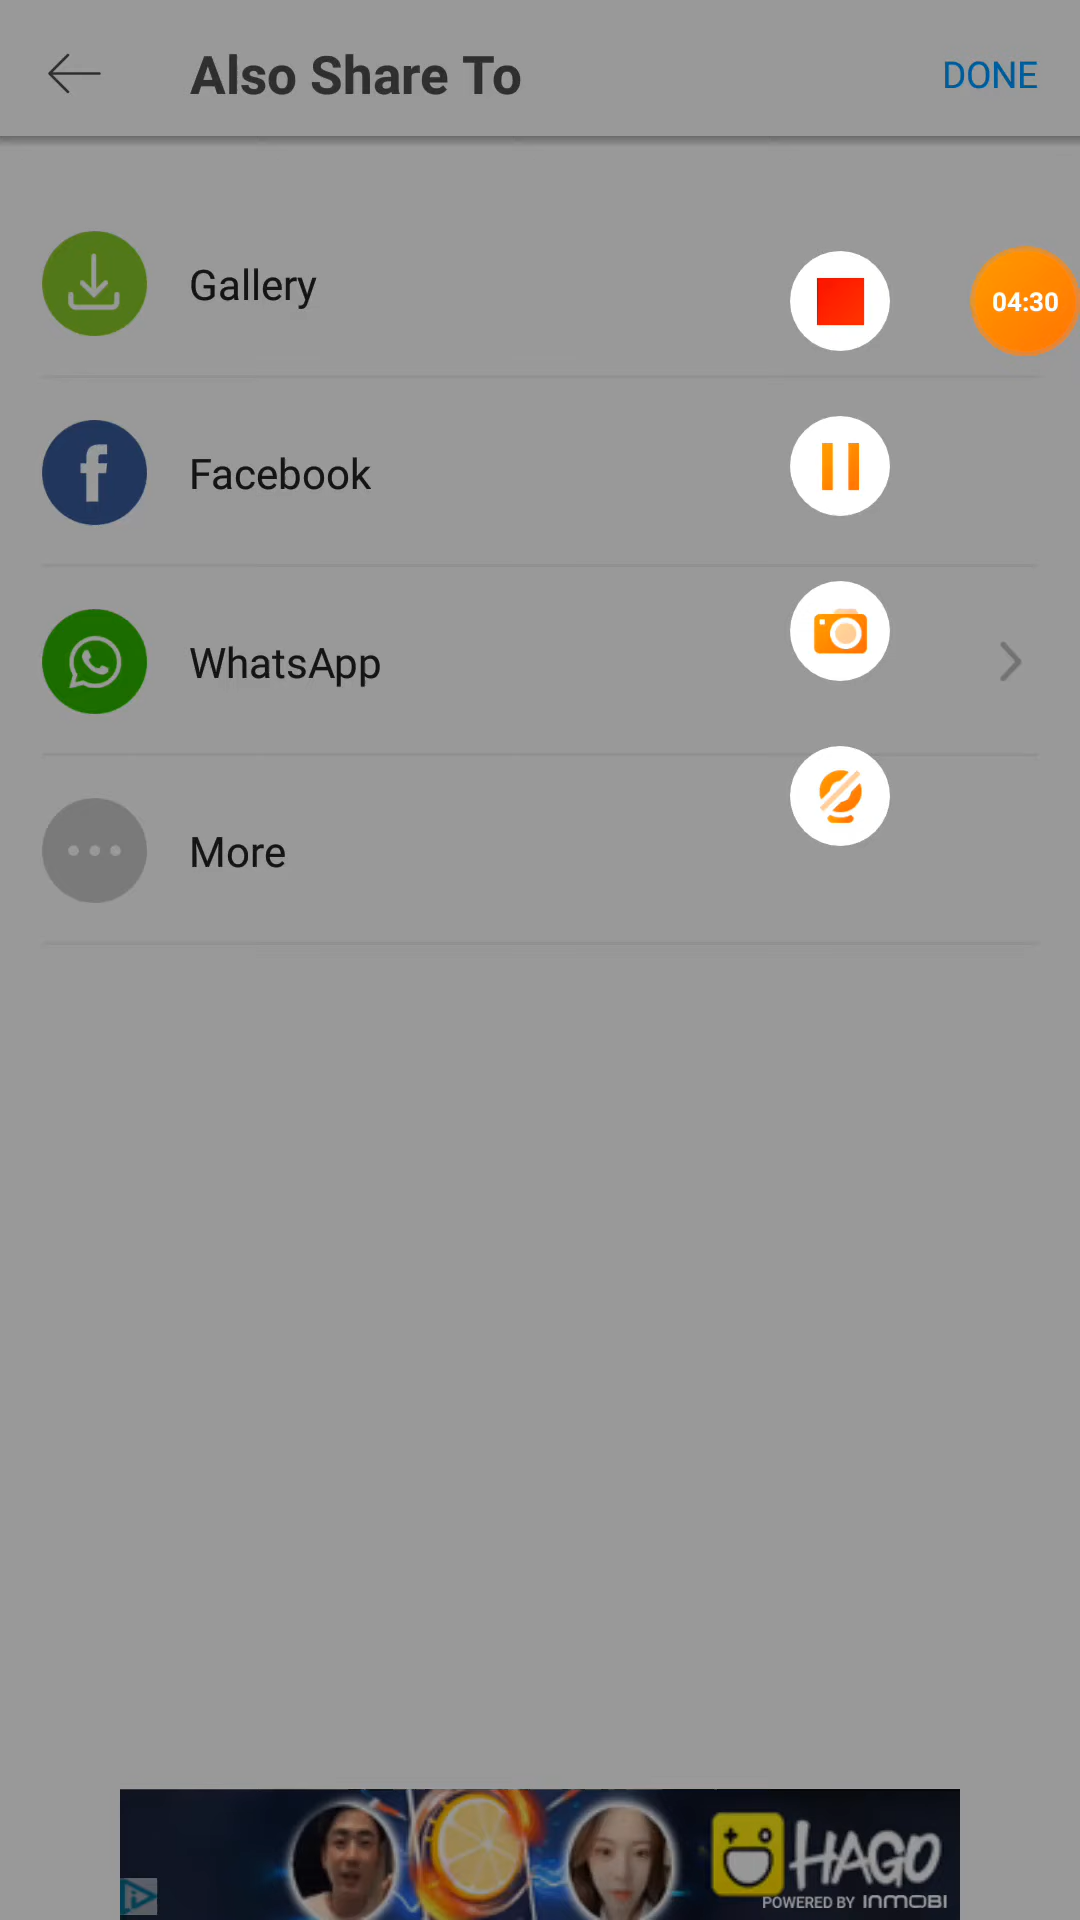 Also Share To
DONE
Gallery
04:30
Facebook
WhatsApp
More
HAGO
POWERED BY INMOBI